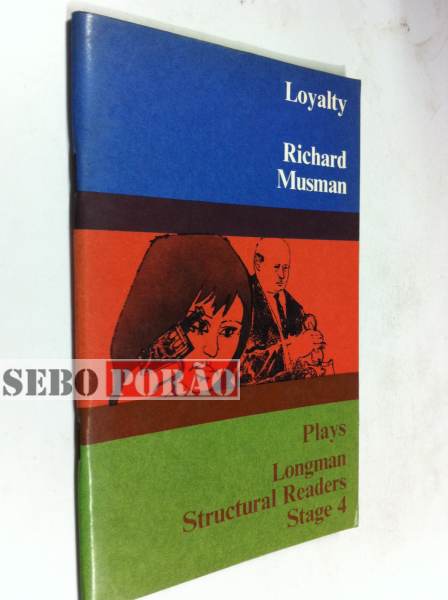 Loyalty
Richard
Musman
SEBO PORÃO
Plays
Longman
Structural Readers
Stage 4